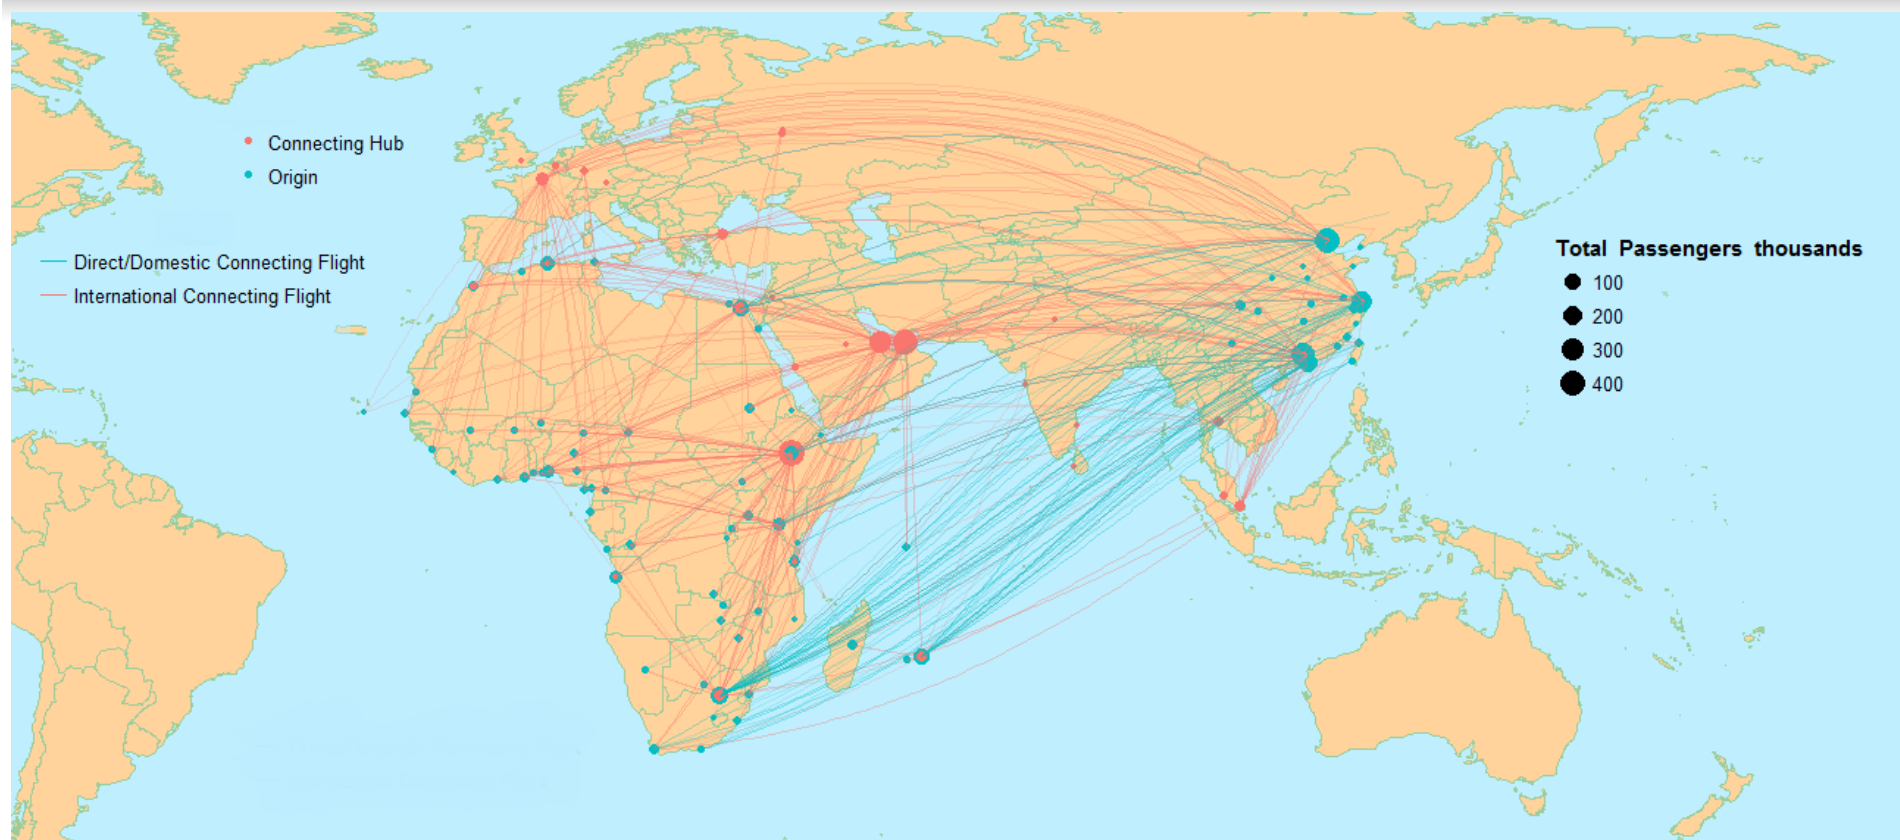 Connecting Hub
Origin
Direct/Domestic Connecting Flight
International Connecting Flight
Total Passengers thousands
100
200
300
400